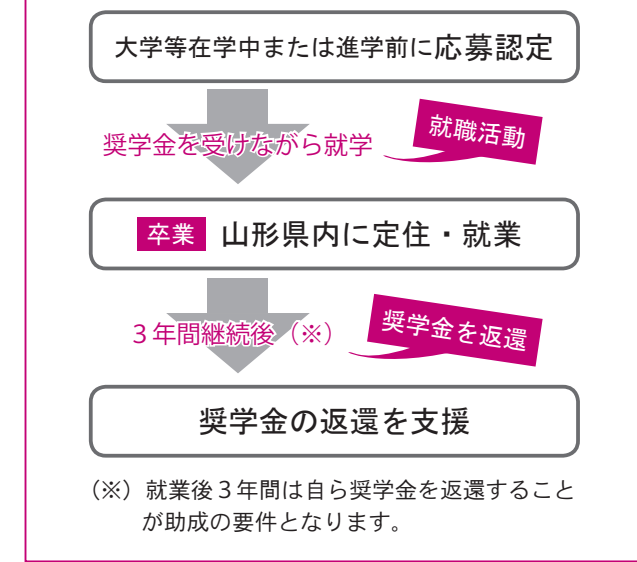 大学等在学中または進学前に応募認定
奨学金を受けながら就学
就職活動
卒業 山形県内に定住・就業
3年間継続後(※)
奨学金を返還
奨学金の返還を支援
(※)就業後3年間は自ら奨学金を返還すること
が助成の要件となります。